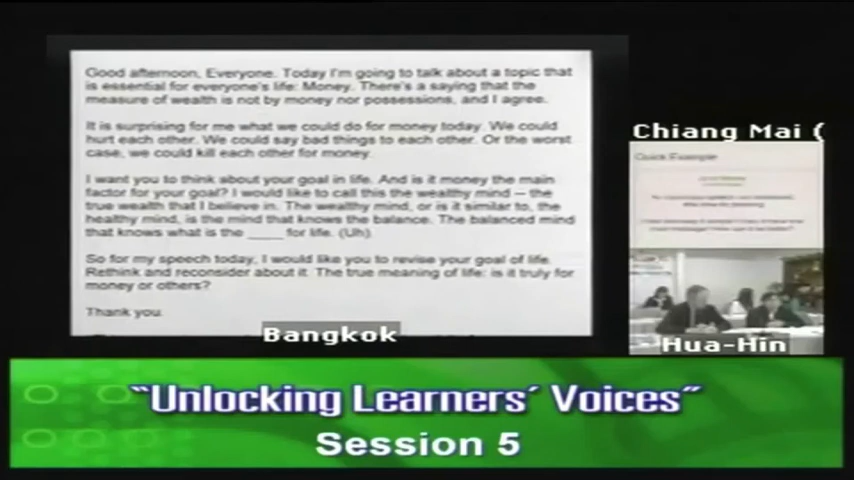 Good afternoon, Everyone. Today I'm going to talk about a topic that
is essential for everyone's life: Money. There's a saying that the
measure of wealth is not by money nor possessions, and I agree.
It is surprising for me what we could do for money today. We could
hurt each other. We could say bad things to each other. Or the worst
case, we could kill each other for money.
I want you to think about your goal in life. And is it money the main
factor for your goal? I would like to call this the wealthy mind – the
true wealth that I believe in. The wealthy mind, or is it similar to, the
healthy mind, is the mind that knows the balance. The balanced mind
that knows what is the ____ for life. (Uh).
So for my speech today, I would like you to revise your goal of life.
Rethink and reconsider about it. The true meaning of life: is it truly for
money or others?
Thank you.
Bangkok
Chiang Mai (
Quick Example
Hua-Hin
"Unlocking Learners´ Voices"
Session 5